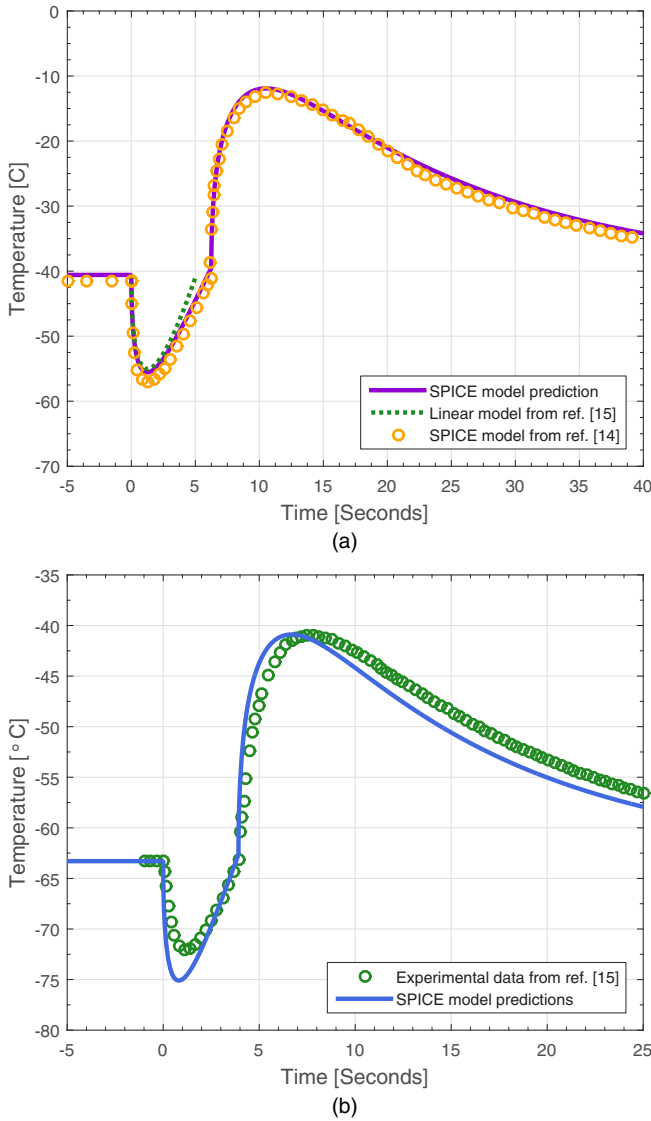 0
-10
-20
-30
-40
-50
-60
-70
Temperature [C]
SPICE model prediction
Linear model from ref. [15]
SPICE model from ref. [14]
-5 0 5 10 15 20 25 30 35 40
Time [Seconds]
(a)
-35
-40
-45
-50
-55
-60
-65
-70
-75
-80
Temperature [° C]
Experimental data from ref. [15]
SPICE model predictions
-5 0 5 10 15 20 25
Time [Seconds]
(b)